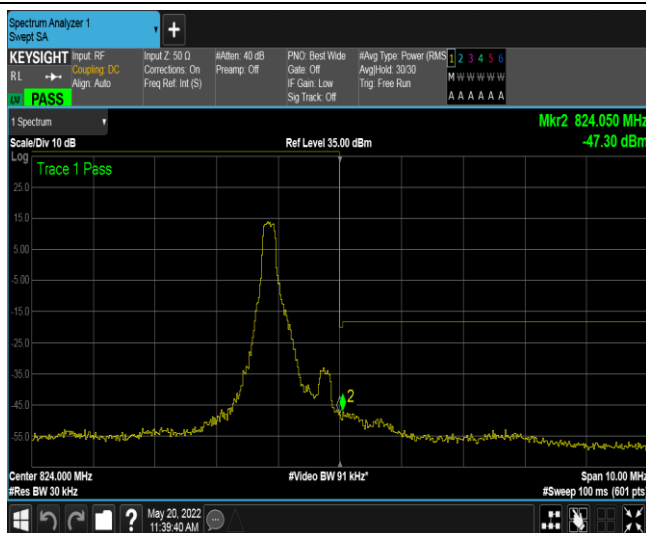 Spectrum Analyzer 1
Swept SA
+
KEYSIGHT Input: RF Input Z: 50 Ω #Atten: 40 dB PNO: Best Wide #Avg Type: Power (RMS 1 2 3 4 5 6
RL Coupling: DC Corrections: On Preamp: Off Gate: Off Avg|Hold: 30/30 M W W W W W
Align: Auto Freq Ref: Int (S) IF Gain: Low Trig: Free Run
Sig Track: Off A A A A A A
LV PASS
1 Spectrum Mkr2 824.050 MHz
Scale/Div 10 dB Ref Level 35.00 dBm -47.30 dBm
Log
Trace 1 Pass
25.0
15.0
5.00
-5.00
-15.0
-25.0
-35.0
-45.0
2
-55.0
Center 824.000 MHz #Video BW 91 kHz* Span 10.00 MHz
#Res BW 30 kHz #Sweep 100 ms (601 pts
? May 20, 2022
11:39:40 AM